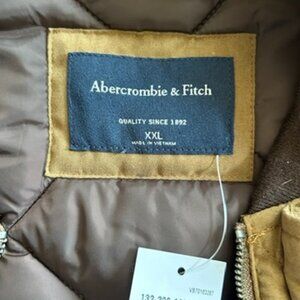 Abercrombie & Fitch
QUALITY SINCE 1892
XXL
MADE IN VIETNAM